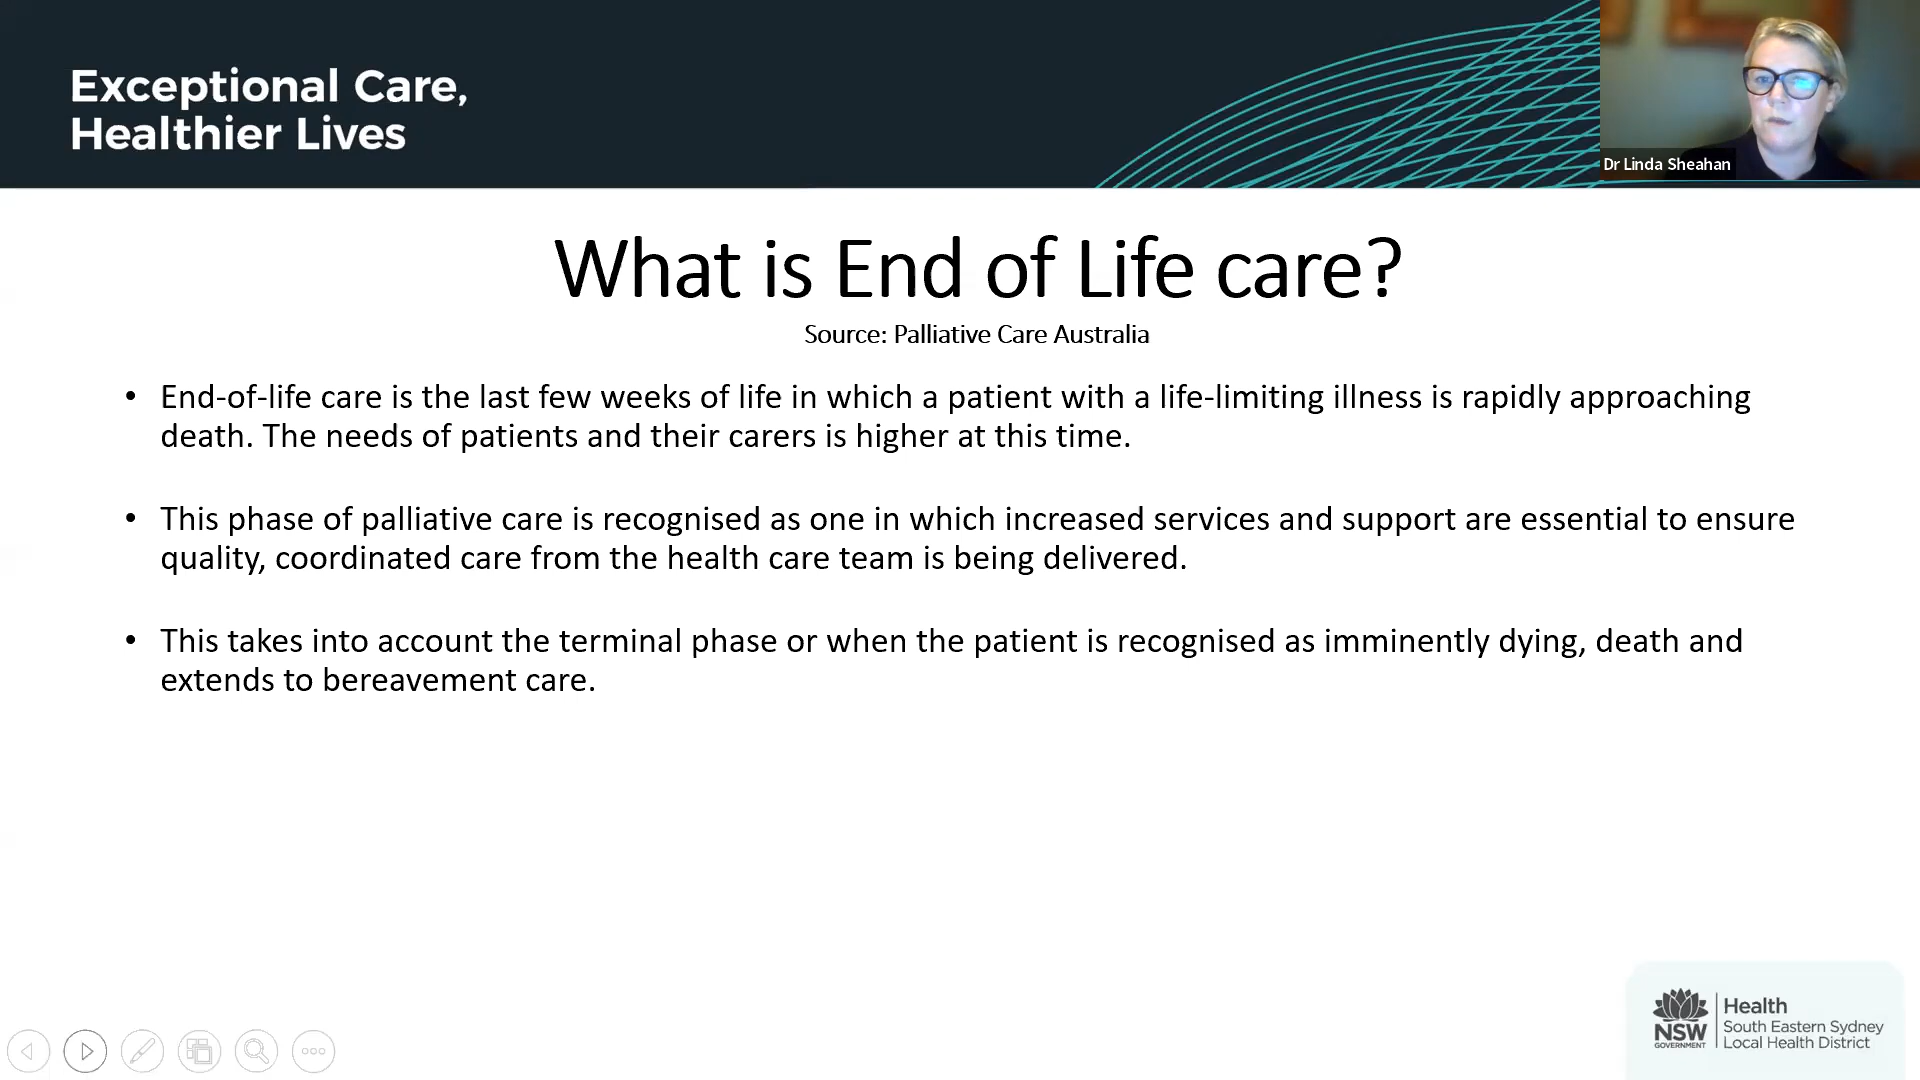 Exceptional Care,
Healthier Lives
Dr Linda Sheahan
What is End of Life care?
Source: Palliative Care Australia
• End-of-life care is the last few weeks of life in which a patient with a life-limiting illness is rapidly approaching
death. The needs of patients and their carers is higher at this time.
• This phase of palliative care is recognised as one in which increased services and support are essential to ensure
quality, coordinated care from the health care team is being delivered.
• This takes into account the terminal phase or when the patient is recognised as imminently dying, death and
extends to bereavement care.
NSW
GOVERNMENT
Health
South Eastern Sydney
Local Health District